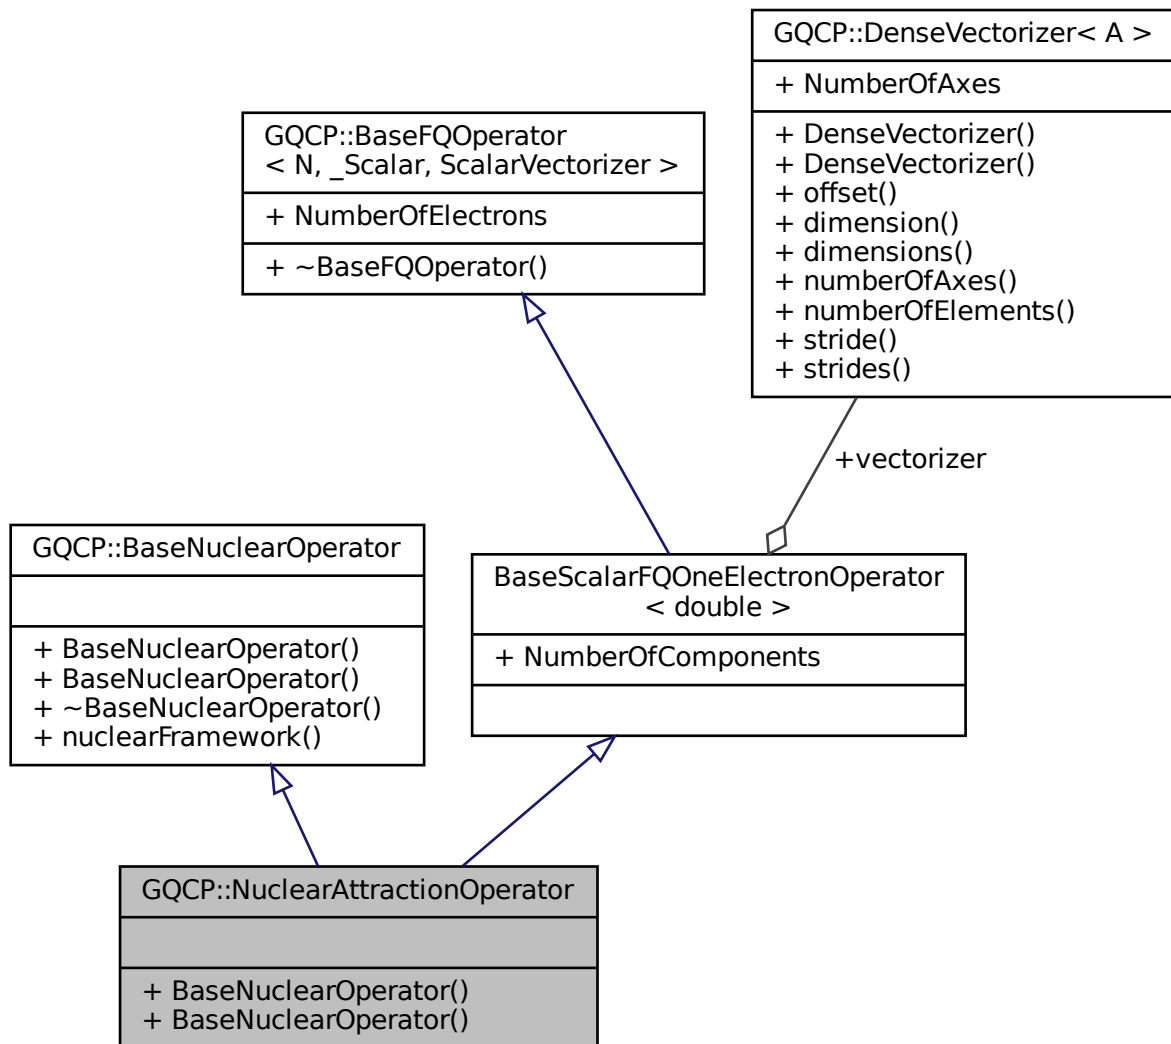 GQCP::DenseVectorizer< A >
+ NumberOfAxes
+ DenseVectorizer()
+ DenseVectorizer()
+ offset()
+ dimension()
+ dimensions()
+ numberOfAxes()
+ numberOfElements()
+ stride()
+ strides()
GQCP::BaseFQOperator
< N, _Scalar, ScalarVectorizer >
+ NumberOfElectrons
+ ~BaseFQOperator()
+vectorizer
GQCP::BaseNuclearOperator
+ BaseNuclearOperator()
+ BaseNuclearOperator()
+ ~BaseNuclearOperator()
+ nuclearFramework()
BaseScalarFQOneElectronOperator
< double >
+ NumberOfComponents
GQCP::NuclearAttractionOperator
+ BaseNuclearOperator()
+ BaseNuclearOperator()